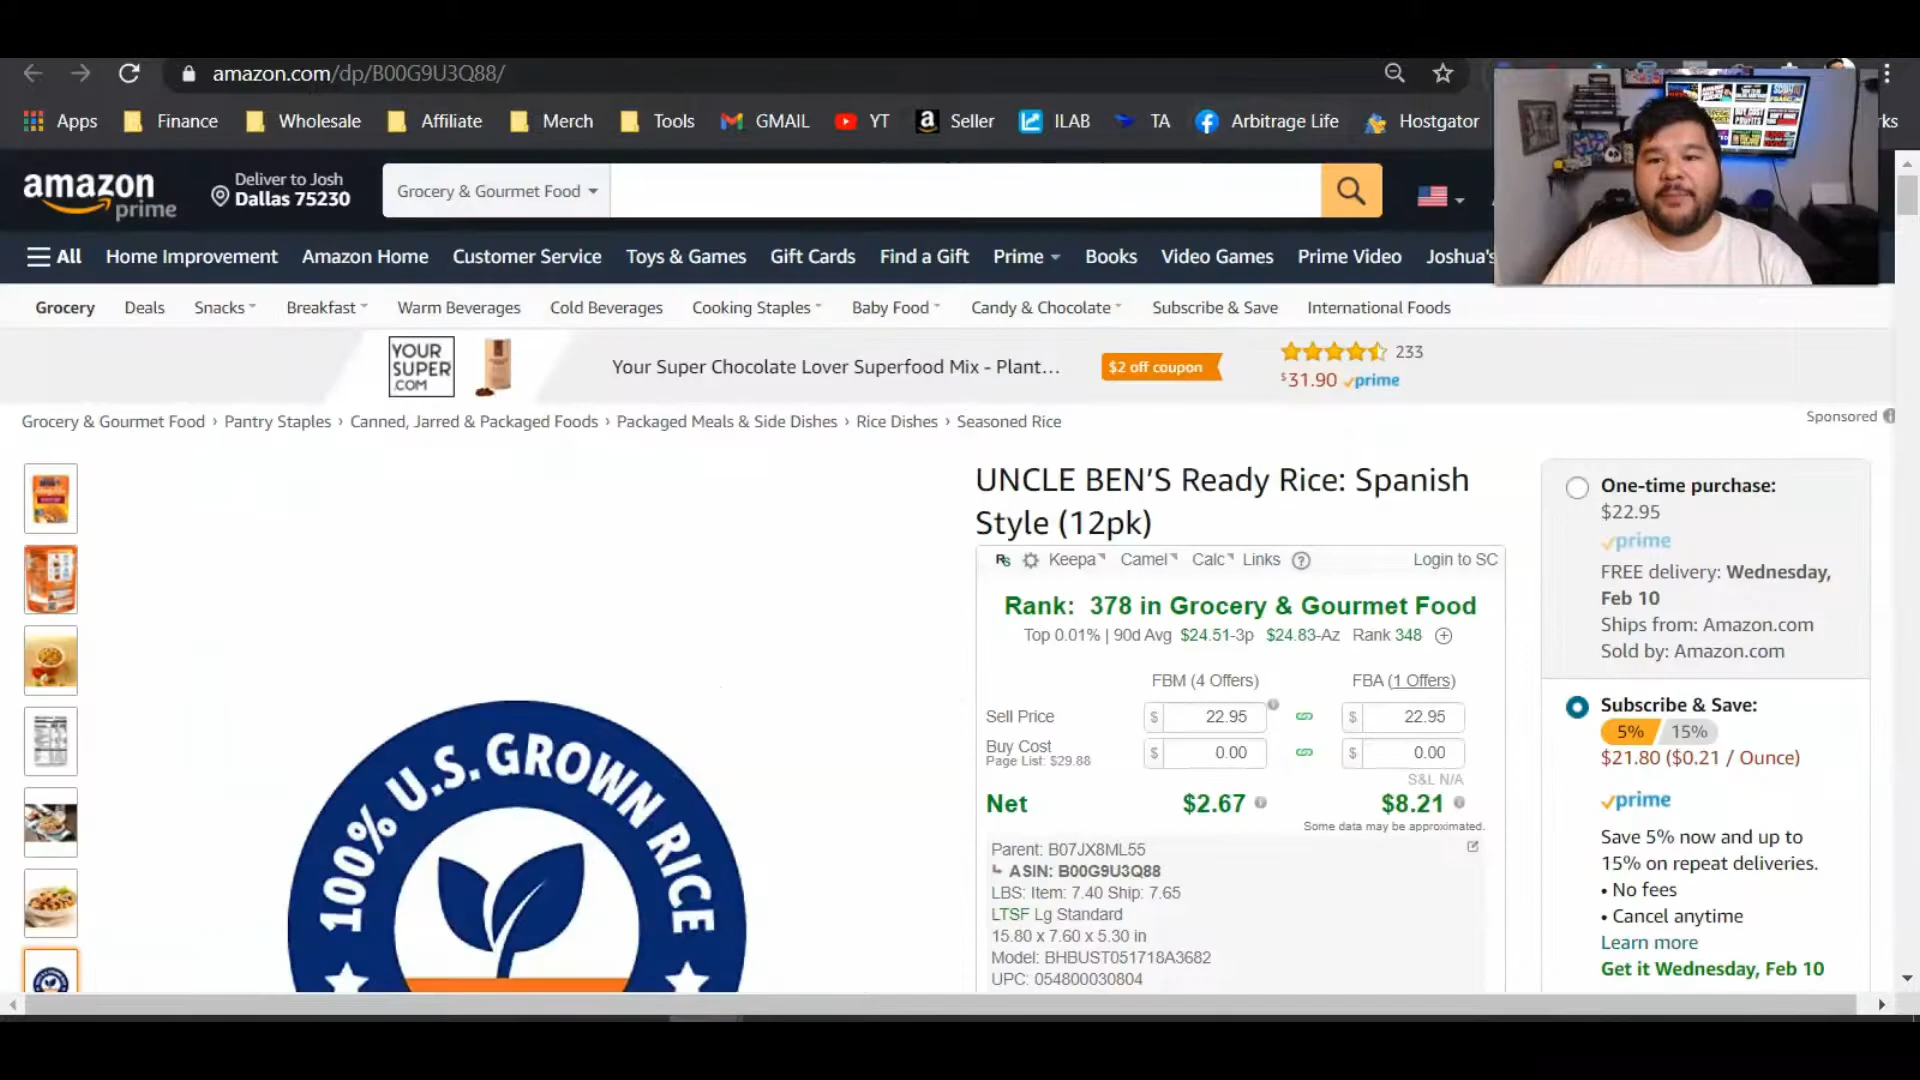 amazon.com/dp/B00G9U3Q88/
Apps Finance Wholesale Affiliate Merch Tools GMAIL YT Seller ILAB TA Arbitrage Life Hostgator ks
amazon prime
Deliver to Josh
Dallas 75230
Grocery & Gourmet Food
All Home Improvement Amazon Home Customer Service Toys & Games Gift Cards Find a Gift Prime Books Video Games Prime Video Joshua's
Grocery Deals Snacks Breakfast Warm Beverages Cold Beverages Cooking Staples Baby Food Candy & Chocolate Subscribe & Save International Foods
YOUR
SUPER
.COM
Your Super Chocolate Lover Superfood Mix - Plant…
$2 off coupon
233
$31.90 prime
Sponsored
Grocery & Gourmet Food › Pantry Staples › Canned, Jarred & Packaged Foods › Packaged Meals & Side Dishes › Rice Dishes › Seasoned Rice
100% U.S. GROWN RICE
UNCLE BEN'S Ready Rice: Spanish
Style (12pk)
RS Keepa Camel Calc Links ? Login to SC
Rank: 378 in Grocery & Gourmet Food
Top 0.01% | 90d Avg $24.51-3p $24.83-Az Rank 348
FBM (4 Offers) FBA (1 Offers)
Sell Price $ 22.95 $ 22.95
Buy Cost $ 0.00 $ 0.00
Page List: $29.88
S&L N/A
Net $2.67 $8.21
Some data may be approximated.
Parent: B07JX8ML55
ASIN: B00G9U3Q88
LBS: Item: 7.40 Ship: 7.65
LTSF Lg Standard
15.80 x 7.60 x 5.30 in
Model: BHBUST051718A3682
UPC: 054800030804
One-time purchase:
$22.95
prime
FREE delivery: Wednesday,
Feb 10
Ships from: Amazon.com
Sold by: Amazon.com
Subscribe & Save:
5% 15%
$21.80 ($0.21 / Ounce)
prime
Save 5% now and up to
15% on repeat deliveries.
• No fees
• Cancel anytime
Learn more
Get it Wednesday, Feb 10